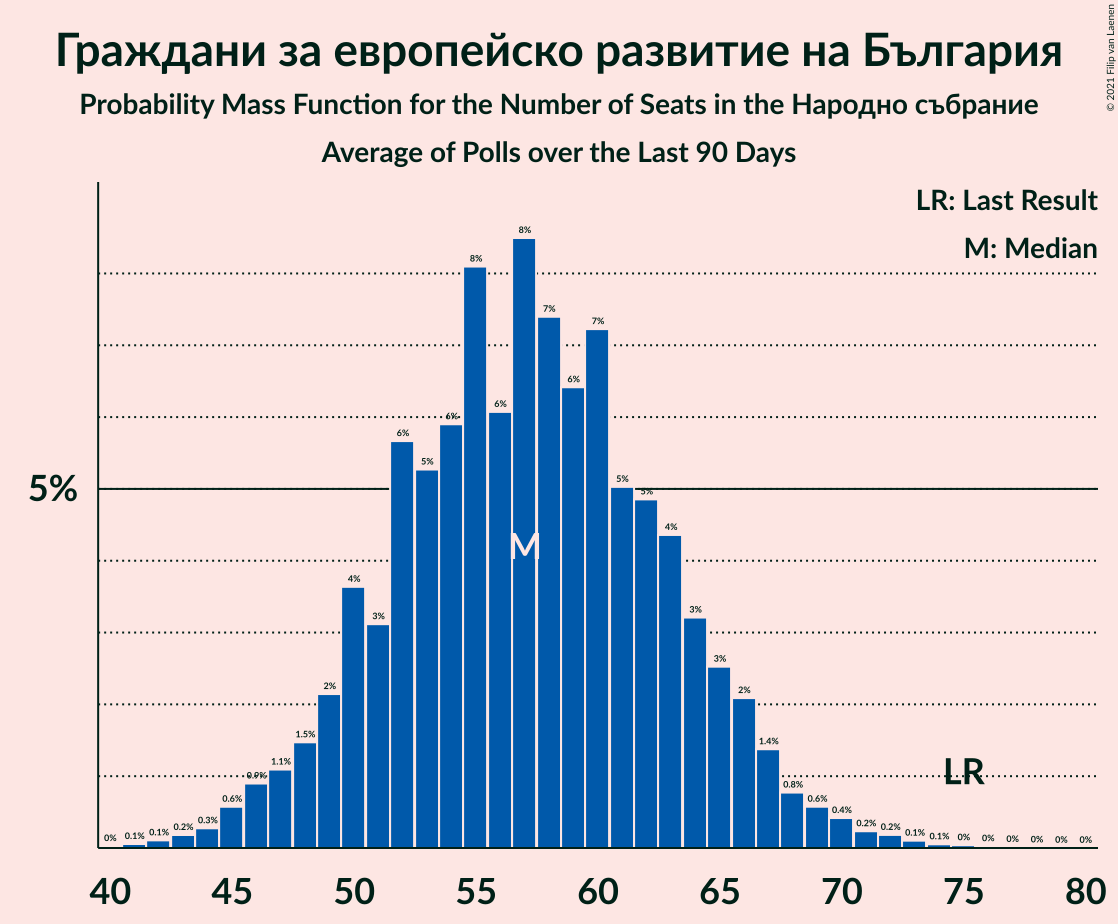 Граждани за европейско развитие на България
Probability Mass Function for the Number of Seats in the Народно събрание
Average of Polls over the Last 90 Days
© 2021 Filip van Laenen
LR: Last Result
M: Median
5%
0% 0.1% 0.1% 0.2% 0.3% 0.6% 0.9% 1.1% 1.5% 2% 4% 3% 6% 5% 6% 8% 6% 8% 7% 6% 7% 5% 5% 4% 3% 3% 2% 1.4% 0.8% 0.6% 0.4% 0.2% 0.2% 0.1% 0.1% 0% 0% 0% 0% 0% 0%
M
LR
40 45 50 55 60 65 70 75 80